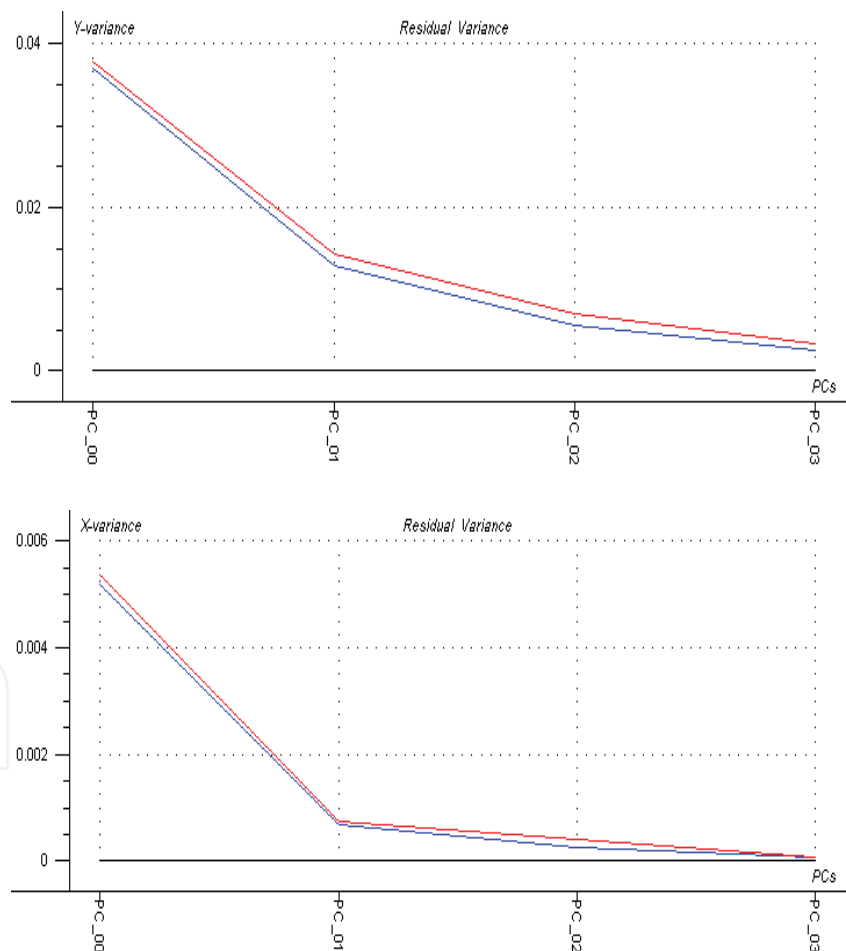 Y-variance
Residual Variance
0.04
0.02
0
PCs
PC_00
PC_01
PC_02
PC_03
X-variance
Residual Variance
0.006
0.004
0.002
0
PCs
PC_00
PC_01
PC_02
PC_03